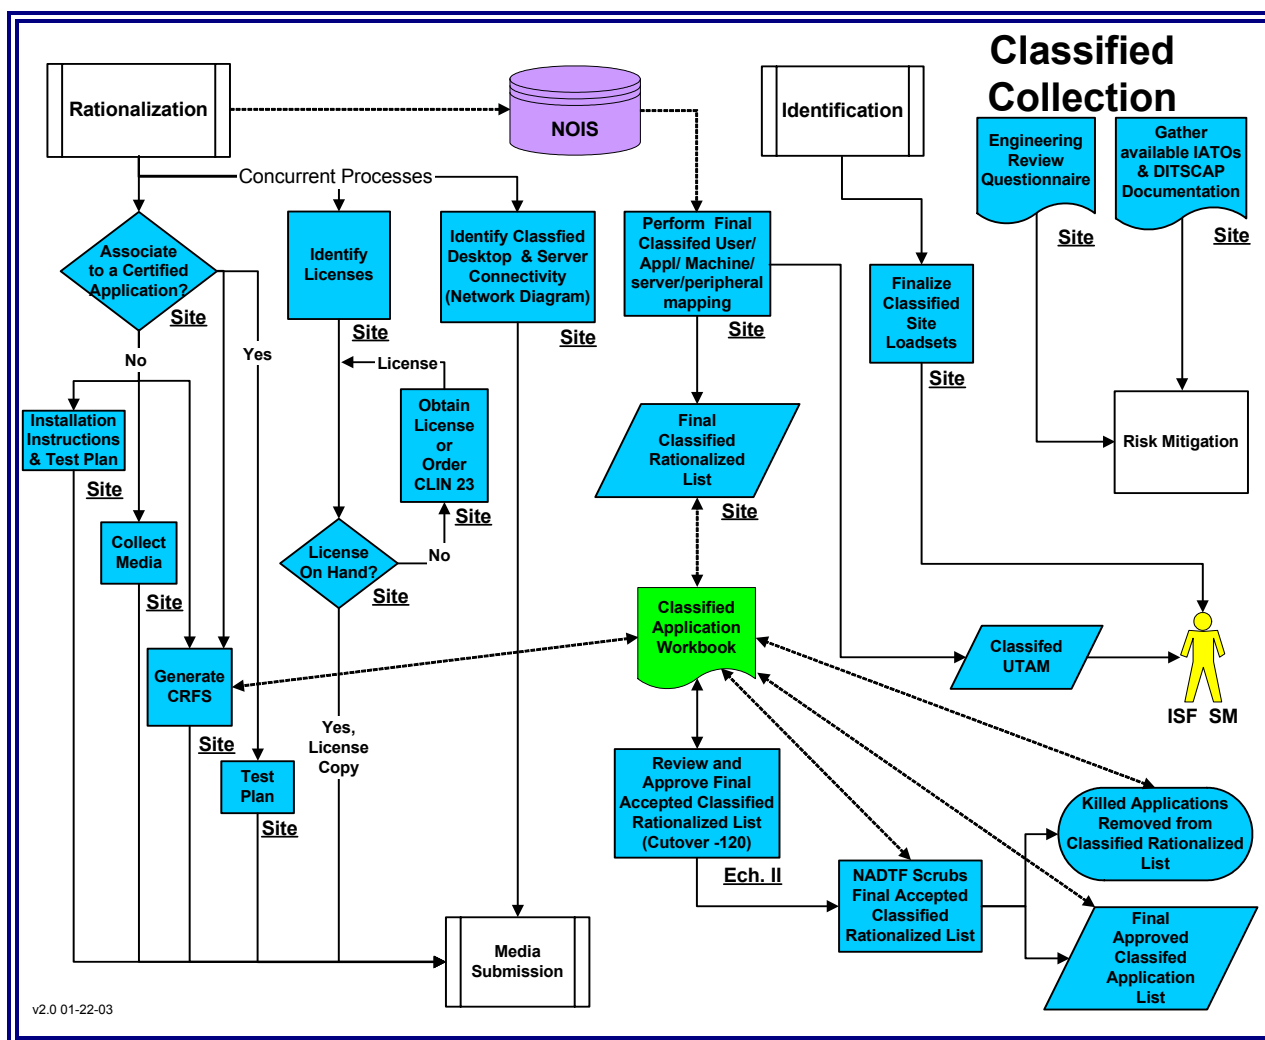 Classified
Collection
Rationalization
NOIS
Identification
Engineering
Review
Questionnaire
Site
Gather
available IATOs
& DITSCAP
Documentation
Site
Concurrent Processes
Associate
to a Certified
Application?
Site
Identify
Licenses
Site
Identify Classfied
Desktop & Server
Connectivity
(Network Diagram)
Site
Perform Final
Classifed User/
Appl/ Machine/
server/peripheral
mapping
Site
Finalize
Classified
Site
Loadsets
Site
No
Yes
License
Installation
Instructions
& Test Plan
Site
Obtain
License
or
Order
CLIN 23
Site
Final
Classified
Rationalized
List
Site
Risk Mitigation
Collect
Media
Site
License
On Hand?
Site
No
Classified
Application
Workbook
Classifed
UTAM
ISF SM
Generate
CRFS
Site
Yes,
License
Copy
Test
Plan
Site
Review and
Approve Final
Accepted Classified
Rationalized List
(Cutover -120)
Ech. II
Killed Applications
Removed from
Classified Rationalized
List
NADTF Scrubs
Final Accepted
Classified
Rationalized List
Final
Approved
Classifed
Application
List
Media
Submission
v2.0 01-22-03